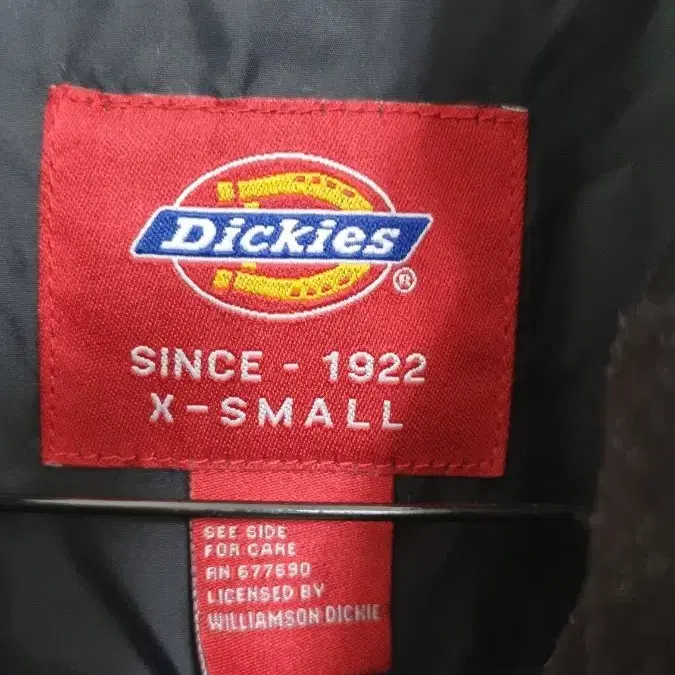 Dickies
®
SINCE - 1922
X-SMALL
SEE SIDE
FOR CARE
RN 677690
LICENSED BY
WILLIAMSON DICKIE